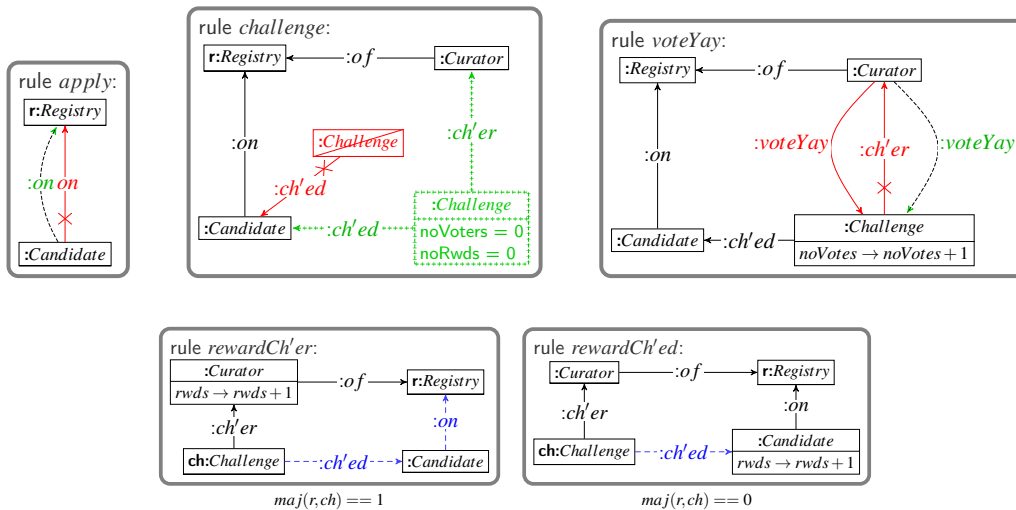 rule apply:
r:Registry
:on on
:Candidate
rule challenge:
r:Registry
:of
:Curator
:on
:Challenge
:ch'er
:ch'ed
:Candidate
:ch'ed
:Challenge
noVoters = 0
noRwds = 0
rule voteYay:
:Registry
:of
:Curator
:on
:voteYay
:ch'er
:voteYay
:Candidate
:ch'ed
:Challenge
noVotes → noVotes + 1
rule rewardCh'er:
:Curator
rwds → rwds + 1
:of
r:Registry
:ch'er
:on
ch:Challenge
:ch'ed
:Candidate
maj(r,ch) == 1
rule rewardCh'ed:
:Curator
:of
r:Registry
:ch'er
:on
ch:Challenge
:ch'ed
:Candidate
rwds → rwds + 1
maj(r,ch) == 0